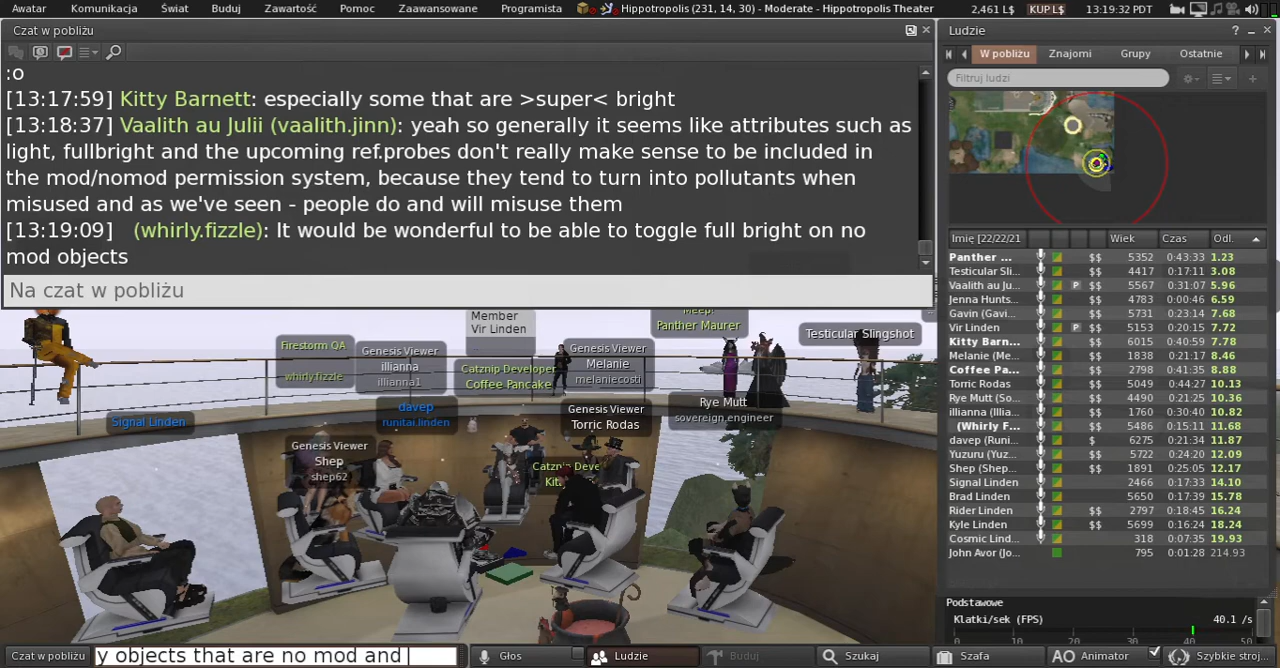 Awatar Komunikacja Świat Buduj Zawartość Pomoc Zaawansowane Programista Hippotropolis (231, 14, 30) - Moderate - Hippotropolis Theater 2,461 L$ KUP L$ 13:19:32 PDT
Czat w pobliżu
:o
[13:17:59] Kitty Barnett: especially some that are >super< bright
[13:18:37] Vaalith au Julii (vaalith.jinn): yeah so generally it seems like attributes such as
light, fullbright and the upcoming ref.probes don't really make sense to be included in
the mod/nomod permission system, because they tend to turn into pollutants when
misused and as we've seen - people do and will misuse them
[13:19:09] (whirly.fizzle): It would be wonderful to be able to toggle full bright on no
mod objects
Na czat w pobliżu
Member
Vir Linden
Meep!
Panther Maurer
Testicular Slingshot
Firestorm QA
whirly.fizzle
Genesis Viewer
illianna
illianna1
Catznip Developer
Coffee Pancake
Genesis Viewer
Melanie
melaniecosti
Signal Linden
davep
runitai.linden
Genesis Viewer
Torric Rodas
Rye Mutt
sovereign.engineer
Genesis Viewer
Shep
shep62
Catznip Deve
Ludzie
W pobliżu Znajomi Grupy Ostatnie
Filtruj ludzi
Imię [22/22/21 Wiek Czas Odl.
Panther ... $$ 5352 0:43:33 1.23
Testicular Sli... $$ 4417 0:17:11 3.08
Vaalith au Ju... P $$ 5567 0:31:07 5.96
Jenna Hunts... $$ 4783 0:00:46 6.59
Gavin (Gavi... $$ 5731 0:23:14 7.68
Vir Linden P $$ 5153 0:20:15 7.72
Kitty Barn... $$ 6015 0:40:59 7.78
Melanie (Me... $$ 1838 0:21:17 8.46
Coffee Pa... $$ 2798 0:41:35 8.88
Torric Rodas $$ 5049 0:44:27 10.13
Rye Mutt (So... $$ 4490 0:21:25 10.36
illianna (Illia... $$ 1760 0:30:40 10.82
(Whirly F... $$ 5486 0:15:11 11.68
davep (Runi... $ 6275 0:21:34 11.87
Yuzuru (Yuz... $$ 5722 0:24:20 12.09
Shep (Shep... $$ 1891 0:25:05 12.17
Signal Linden 2466 0:17:33 14.10
Brad Linden 5650 0:17:39 15.78
Rider Linden $$ 2797 0:18:45 16.24
Kyle Linden $$ 5699 0:16:24 18.24
Cosmic Lind... 318 0:07:35 19.93
John Avor (Jo... 795 0:01:28 214.93
Podstawowe
Klatki/sek (FPS) 40.1 /s
0 10 20 30 40 50
Czat w pobliżu y objects that are no mod and Głos Ludzie Buduj Szukaj Szafa AO Animator Szybkie stroj...